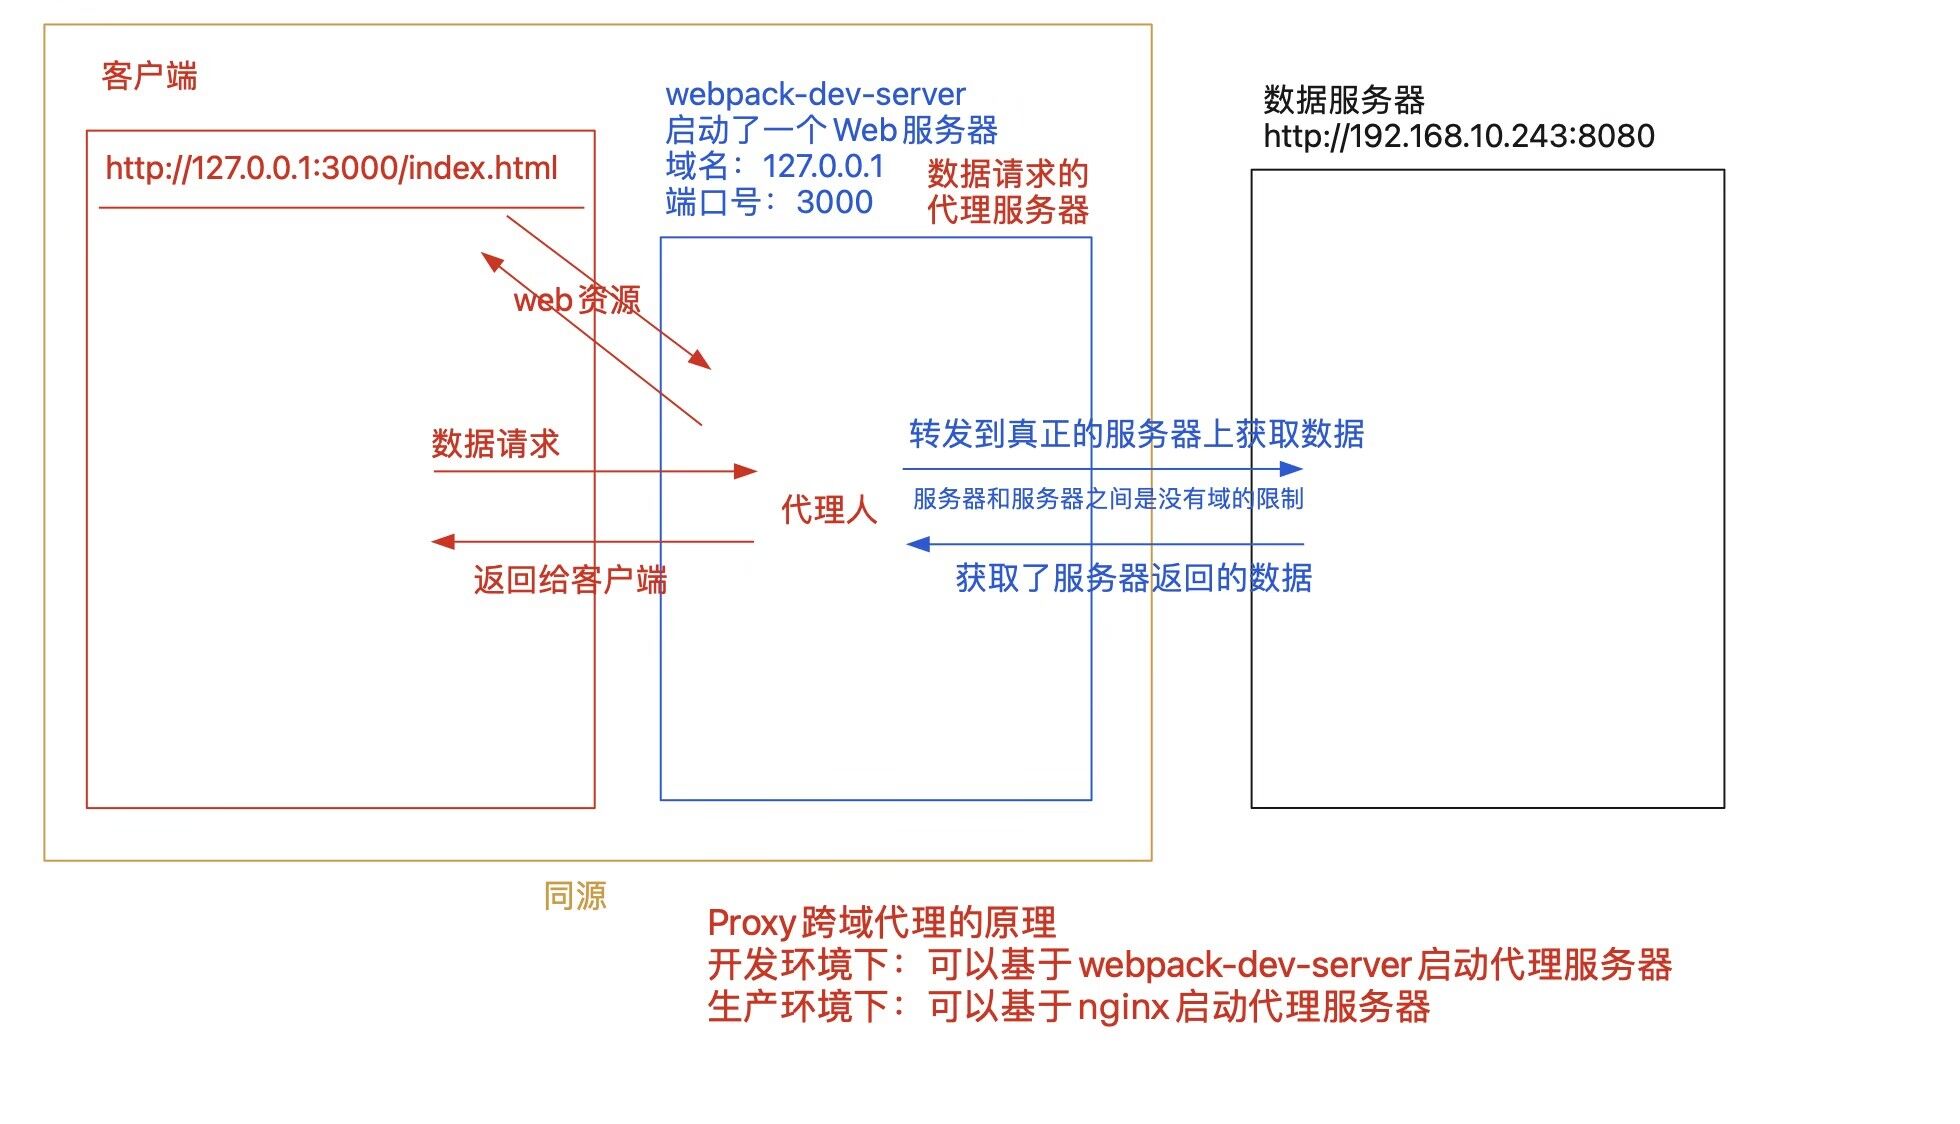 客户端
http://127.0.0.1:3000/index.html
webpack-dev-server
启动了一个Web服务器
域名：127.0.0.1
端口号：3000
数据请求的
代理服务器
数据服务器
http://192.168.10.243:8080
web资源
数据请求
代理人
返回给客户端
转发到真正的服务器上获取数据
服务器和服务器之间是没有域的限制
获取了服务器返回的数据
同源
Proxy跨域代理的原理
开发环境下：可以基于webpack-dev-server启动代理服务器
生产环境下：可以基于nginx启动代理服务器